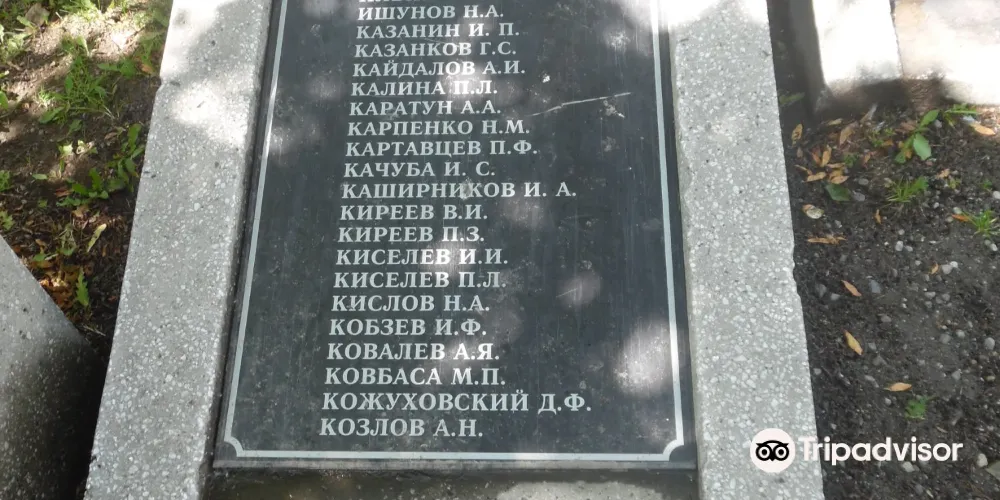 ИШУНОВ Н.А.
КАЗАНИН И. П.
КАЗАНКОВ Г.С.
КАЙДАЛОВ А.И.
КАЛИНА П.Л.
КАРАТУН А.А.
КАРПЕНКО Н.М.
КАРТАВЦЕВ П.Ф.
КАЧУБА И. С.
КАШИРНИКОВ И. А.
КИРЕЕВ В.И.
КИРЕЕВ П.З.
КИСЕЛЕВ И.И.
КИСЕЛЕВ П.Л.
КИСЛОВ Н.А.
КОБЗЕВ И.Ф.
КОВАЛЕВ А.Я.
КОВБАСА М.П.
КОЖУХОВСКИЙ Д.Ф.
КОЗЛОВ А.Н.
Tripadvisor